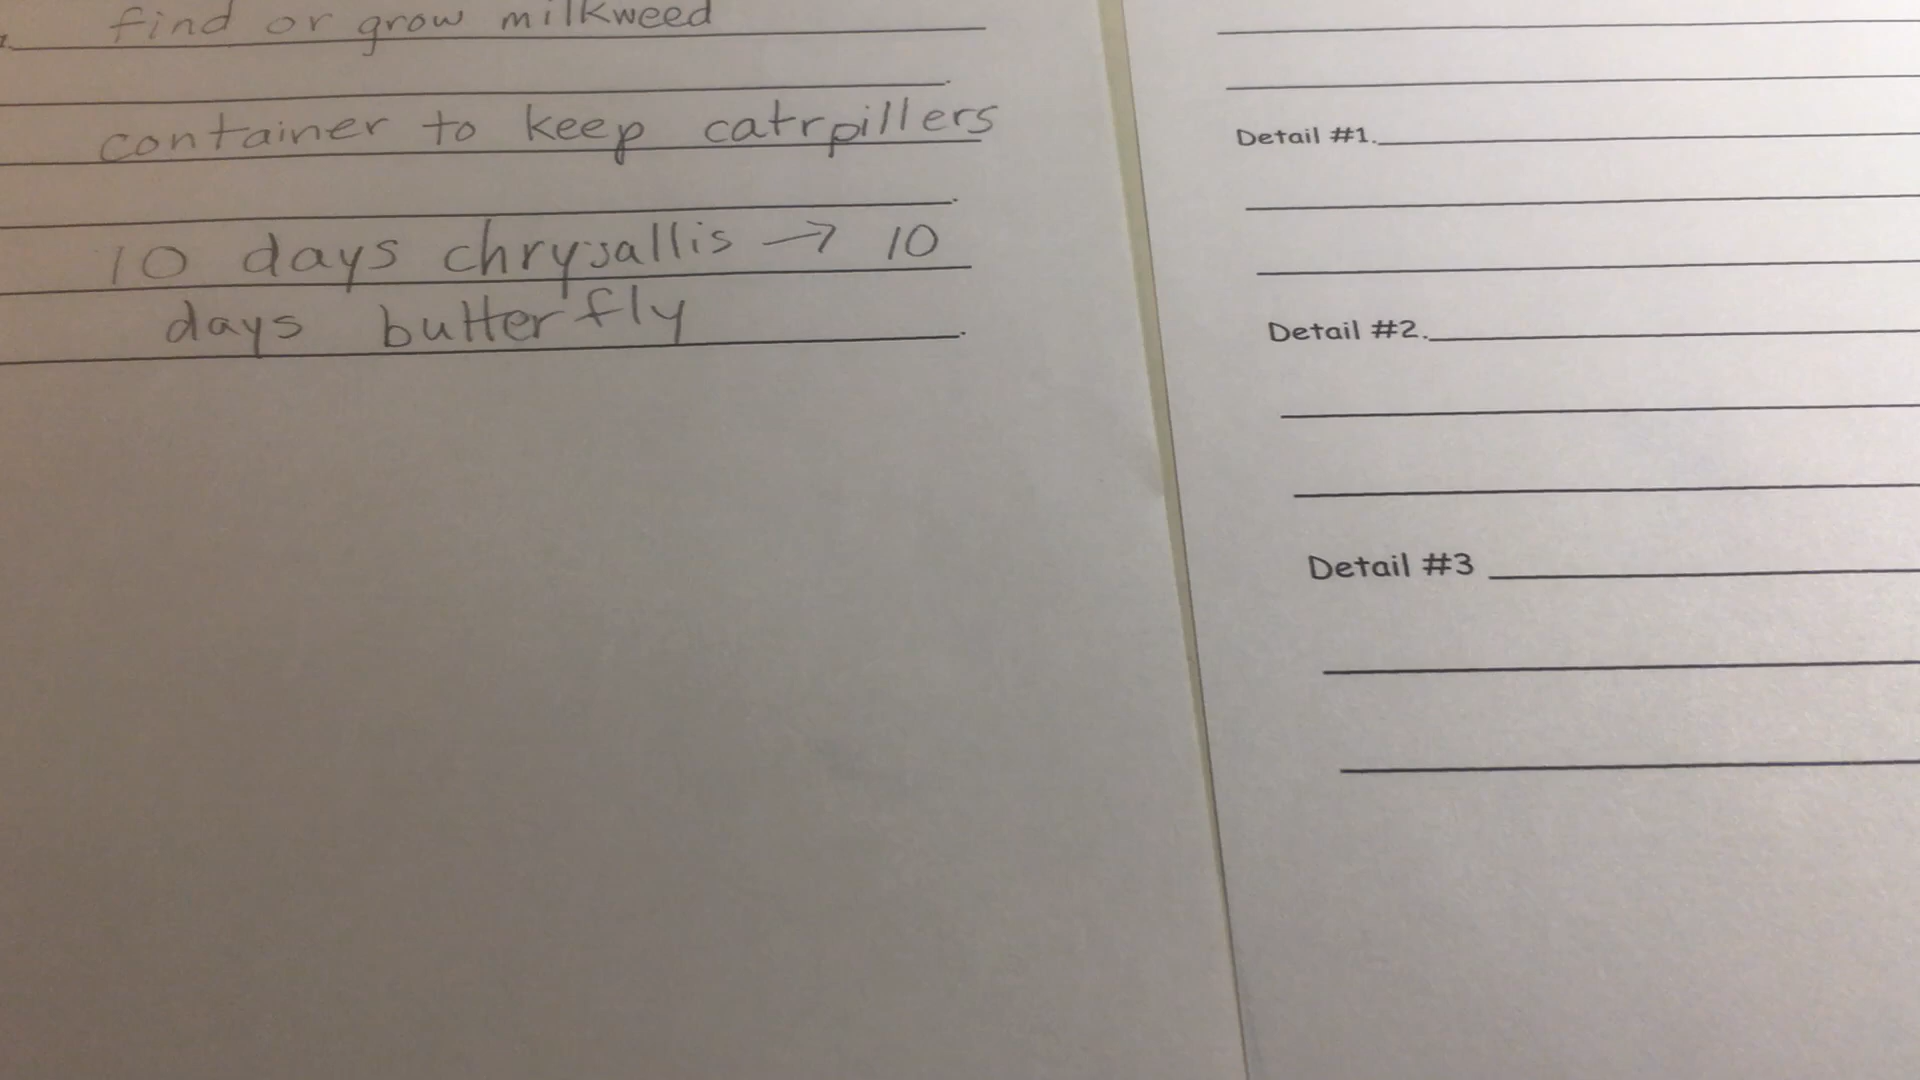 find or grow milkweed
container to keep catrpillers
10 days chrysallis → 10
days butterfly
Detail #1.
Detail #2.
Detail #3